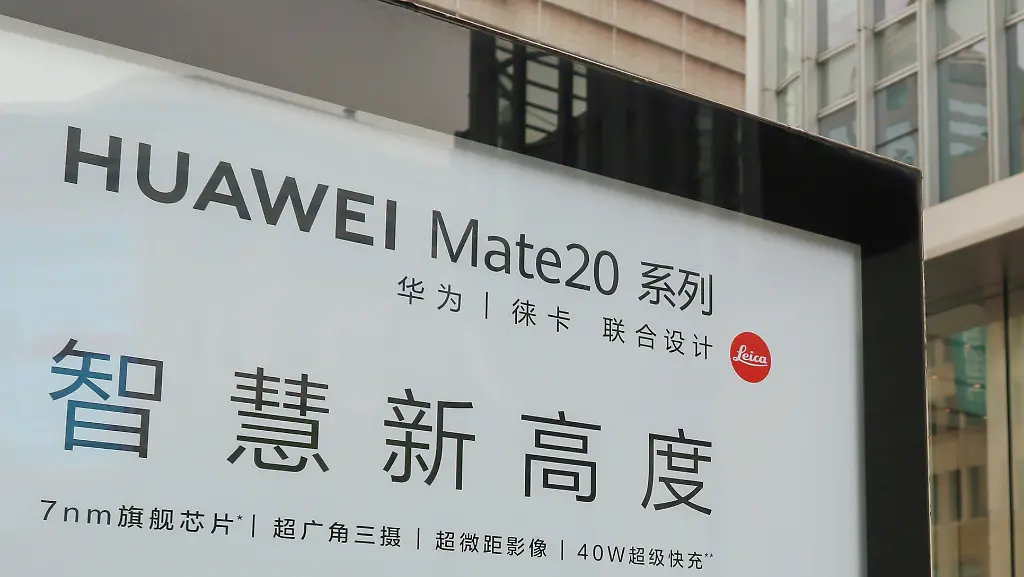 HUAWEI Mate20 系列
华为 | 徕卡 联合设计
Leica
智慧新高度
7nm旗舰芯片* | 超广角三摄 | 超微距影像 | 40W超级快充**